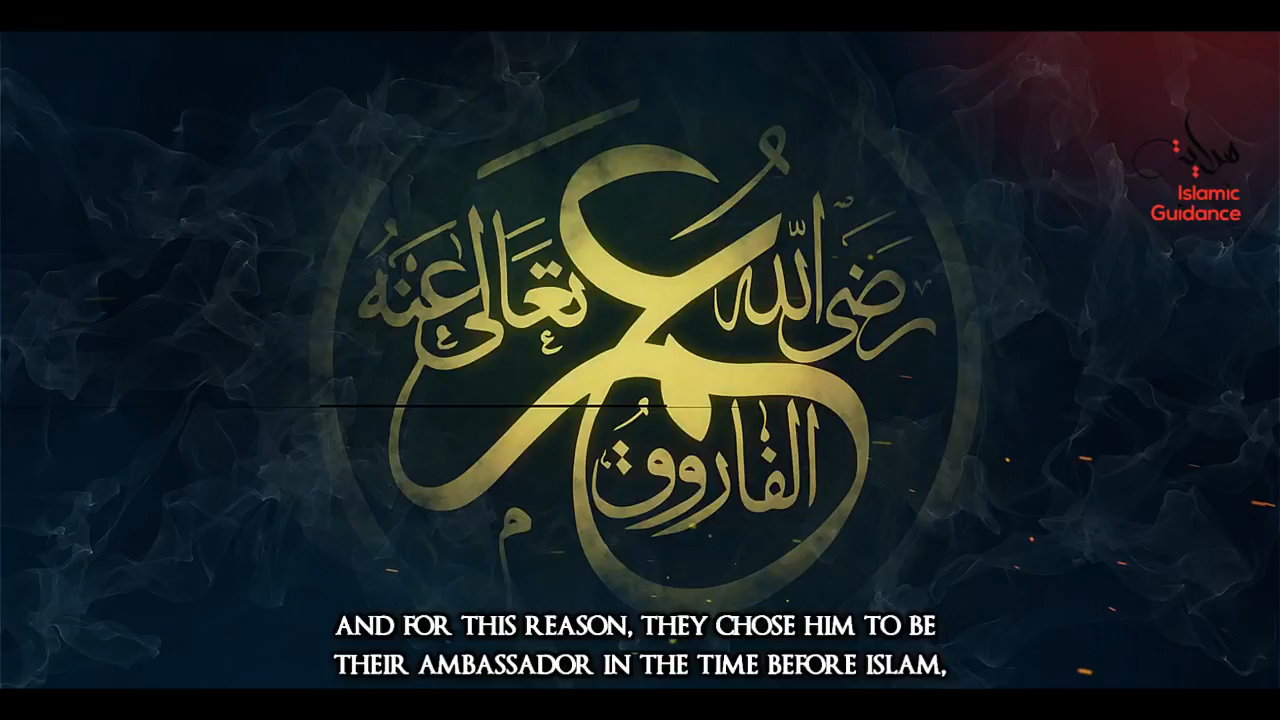 هداية
Islamic
Guidance
عمر
رضي الله تعالى عنه
الفاروق
AND FOR THIS REASON, THEY CHOSE HIM TO BE
THEIR AMBASSADOR IN THE TIME BEFORE ISLAM,